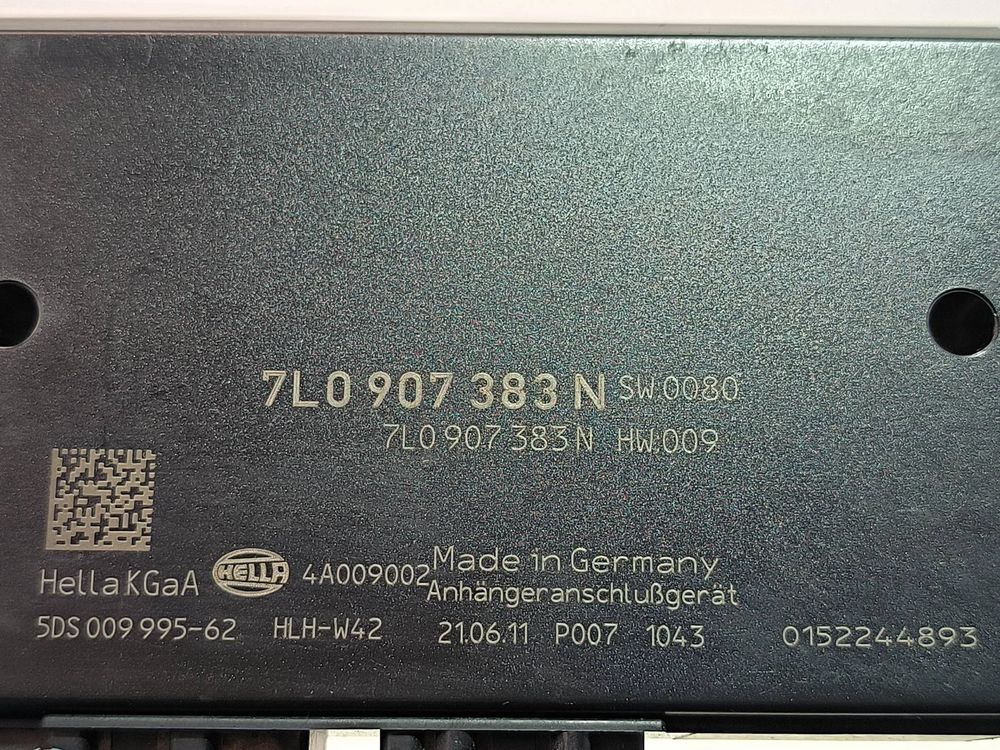 7L0 907 383 N SW.0080
7L0 907 383 N HW.009
Made in Germany
Hella KGaA HELLA 4A009002 Anhängeranschlußgerät
5DS 009 995-62 HLH-W42 21.06.11 P007 1043 0152244893